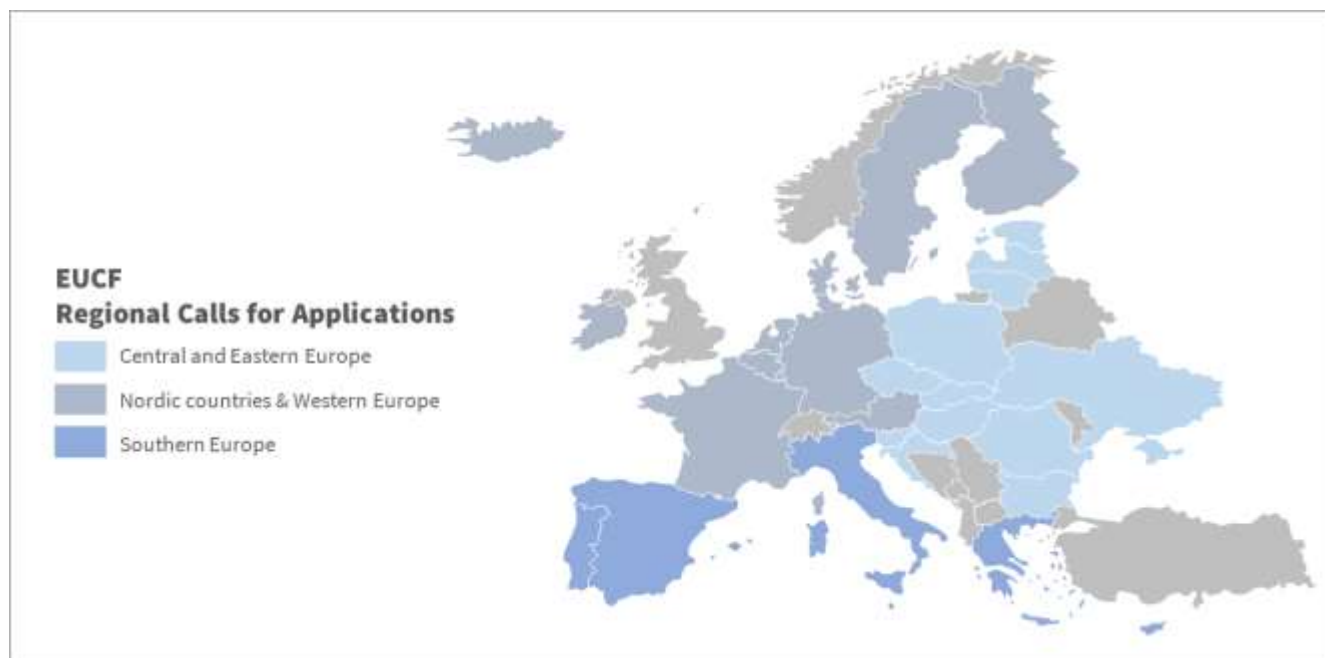 EUCF
Regional Calls for Applications
Central and Eastern Europe
Nordic countries & Western Europe
Southern Europe